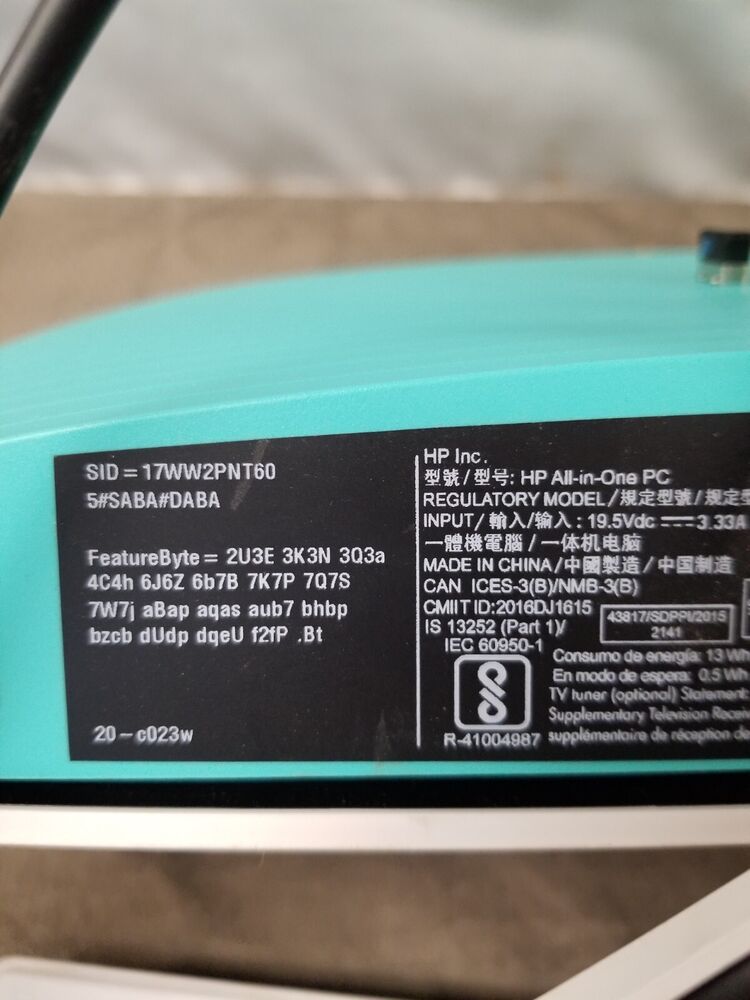 SID = 17WW2PNT60
5#SABA#DABA
FeatureByte = 2U3E 3K3N 3Q3a
4C4h 6J6Z 6b7B 7K7P 7Q7S
7W7j aBap aqas aub7 bhbp
bzcb dUdp dqeU f2fP .Bt
20-c023w
HP Inc.
型號/型号: HP All-in-One PC
REGULATORY MODEL/規定型號/规定
INPUT/輸入/输入: 19.5Vdc ⎓ 3.33A
一體機電腦/一体机电脑
MADE IN CHINA/中國製造/中国制造
CAN ICES-3(B)/NMB-3(B)
CMIIT ID:2016DJ1615
IS 13252 (Part 1)/
IEC 60950-1
43817/SDPPI/2015
2141
R-41004987
Consumo de energía: 13 Wh
En modo de espera: 0.5 Wh
TV tuner (optional) Statement:
Supplementary Television
supplémentaire de réception de